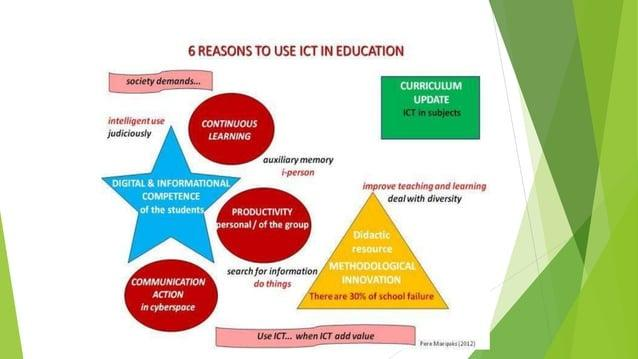 6 REASONS TO USE ICT IN EDUCATION
society demands...
CURRICULUM
UPDATE
ICT in subjects
intelligent use
judiciously
CONTINUOUS
LEARNING
auxiliary memory
i-person
DIGITAL & INFORMATIONAL
COMPETENCE
of the students
improve teaching and learning
deal with diversity
PRODUCTIVITY
personal / of the group
Didactic
resource
METHODOLOGICAL
INNOVATION
There are 30% of school failure
search for information
do things
COMMUNICATION
ACTION
in cyberspace
Use ICT... when ICT add value
Pere Marquès (2012)